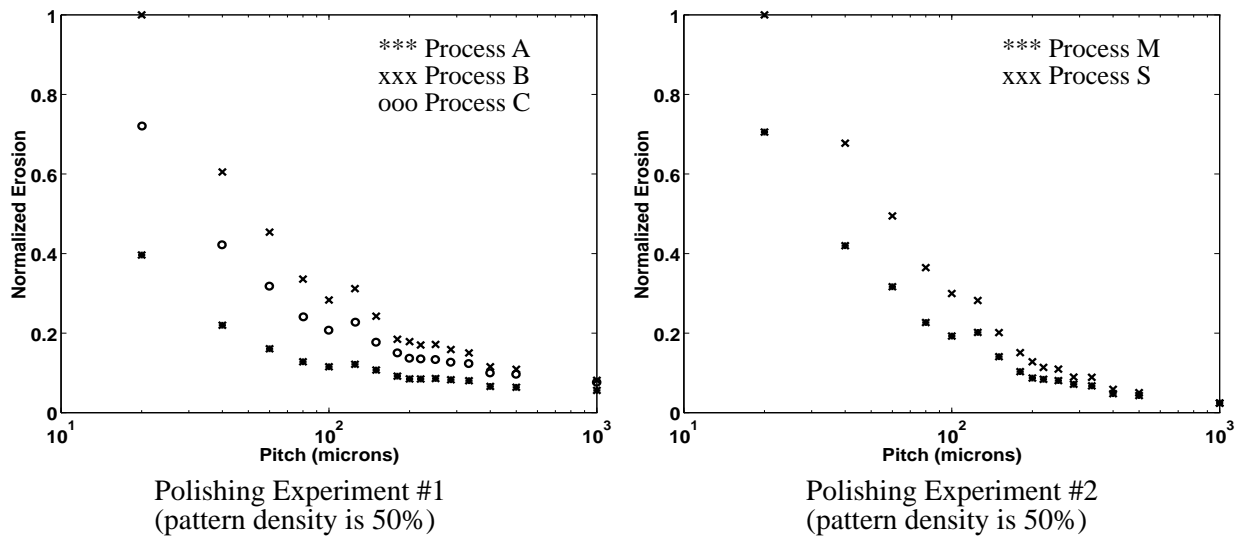 1
0.8
0.6
0.4
0.2
0
Normalized Erosion
10^1
10^2
10^3
Pitch (microns)
*** Process A
xxx Process B
ooo Process C
Polishing Experiment #1
(pattern density is 50%)
1
0.8
0.6
0.4
0.2
0
Normalized Erosion
10^1
10^2
10^3
Pitch (microns)
*** Process M
xxx Process S
Polishing Experiment #2
(pattern density is 50%)